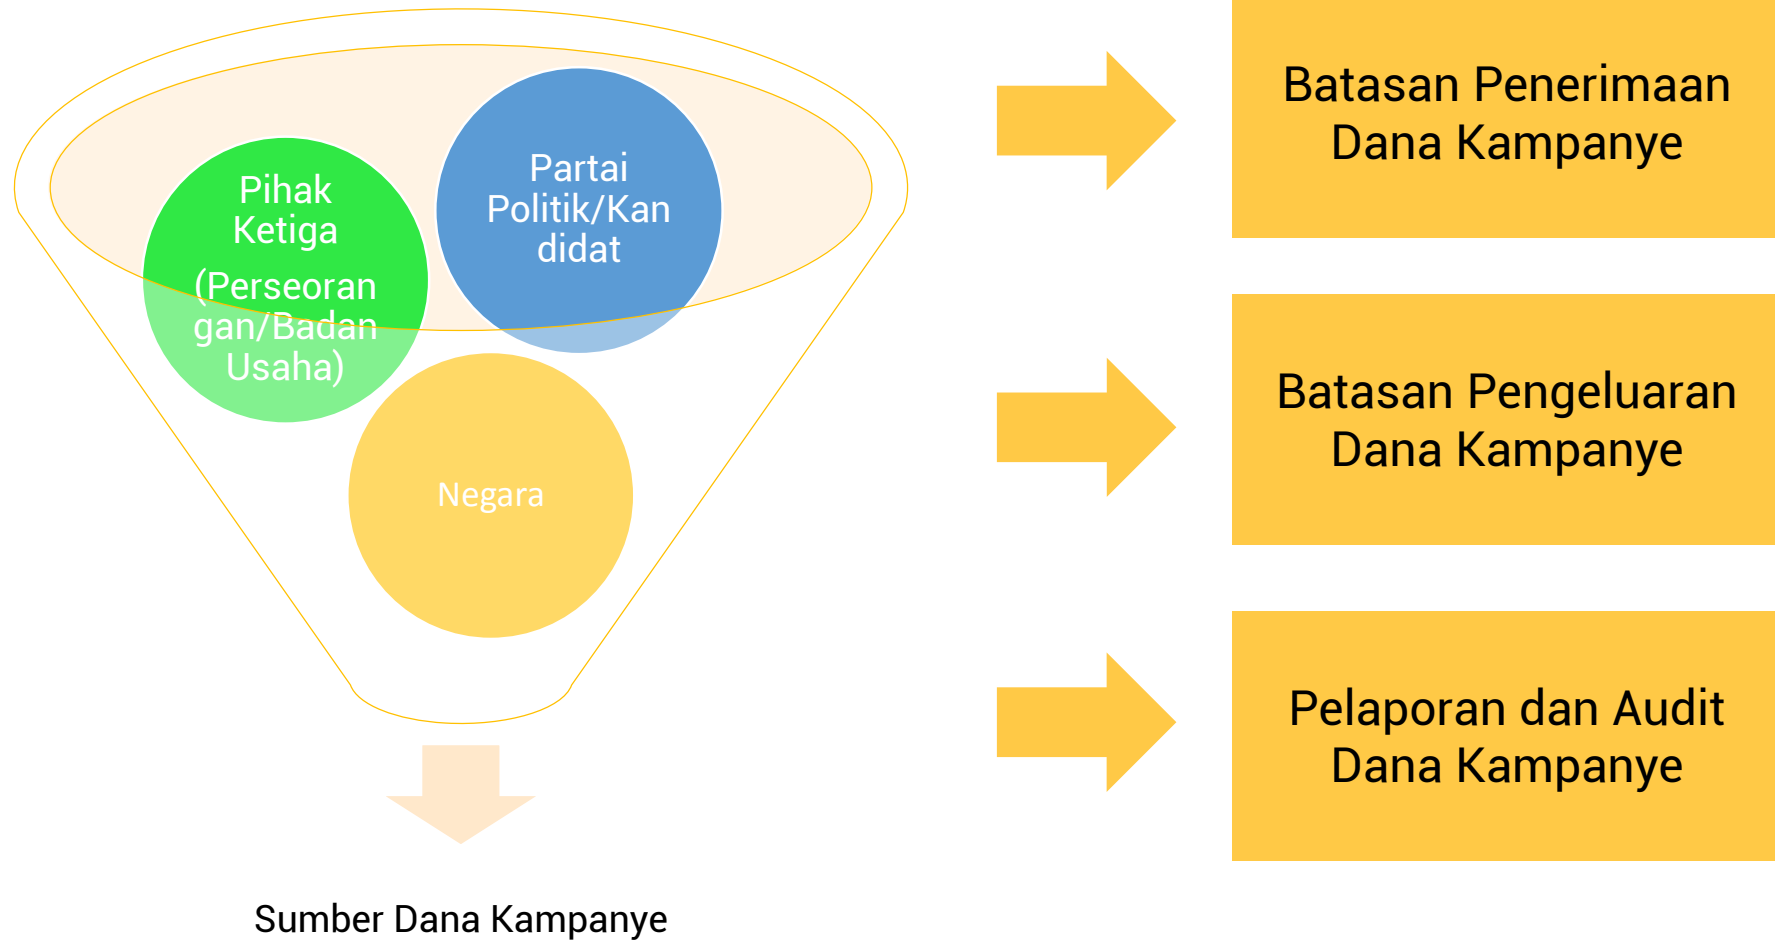 Pihak
Ketiga
(Perseoran
gan/Badan
Usaha)
Partai
Politik/Kan
didat
Negara
Sumber Dana Kampanye
Batasan Penerimaan
Dana Kampanye
Batasan Pengeluaran
Dana Kampanye
Pelaporan dan Audit
Dana Kampanye